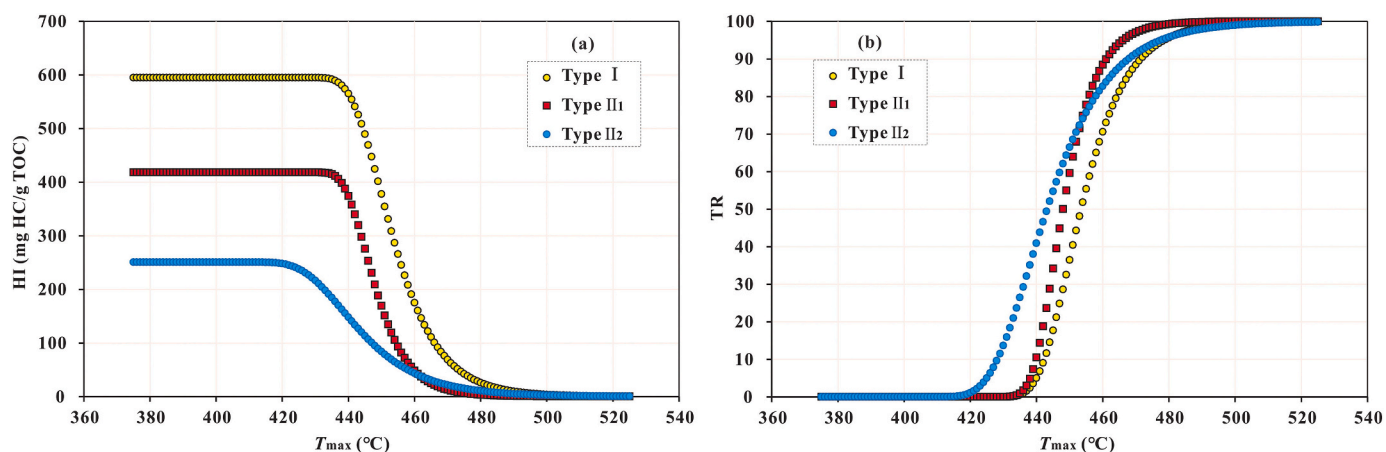 700
600
500
400
300
200
100
0
HI (mg HC/g TOC)
360 380 400 420 440 460 480 500 520 540
Tmax (℃)
(a)
Type Ⅰ
Type Ⅱ1
Type Ⅱ2
100
90
80
70
60
50
40
30
20
10
0
TR
360 380 400 420 440 460 480 500 520 540
Tmax (℃)
(b)
Type Ⅰ
Type Ⅱ1
Type Ⅱ2